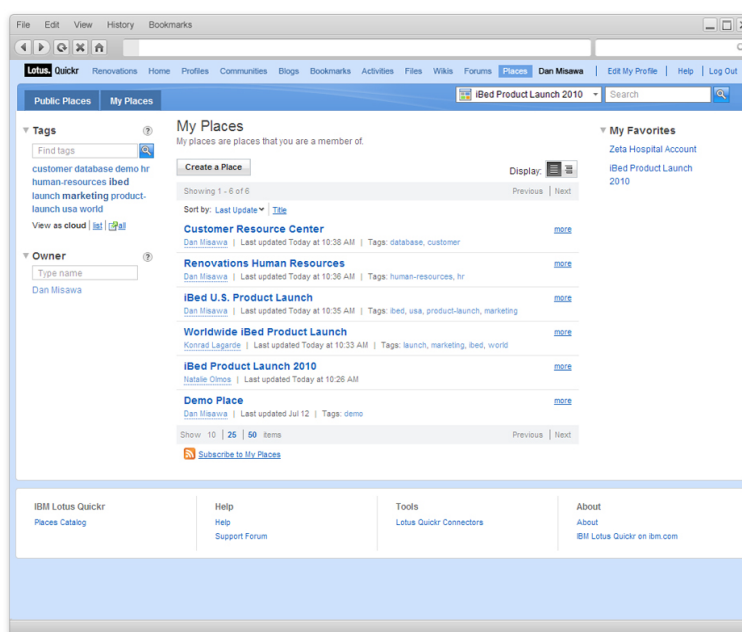 File Edit View History Bookmarks
Lotus. Quickr Renovations Home Profiles Communities Blogs Bookmarks Activities Files Wikis Forums Places Dan Misawa | Edit My Profile | Help | Log Out
Public Places My Places
iBed Product Launch 2010 Search
Tags
Find tags
customer database demo hr
human-resources ibed
launch marketing product-
launch usa world
View as cloud | list | all
Owner
Type name
Dan Misawa
My Places
My places are places that you are a member of.
Create a Place
Display:
Showing 1 - 6 of 6 Previous | Next
Sort by: Last Update | Title
Customer Resource Center more
Dan Misawa | Last updated Today at 10:38 AM | Tags: database, customer
Renovations Human Resources more
Dan Misawa | Last updated Today at 10:36 AM | Tags: human-resources, hr
iBed U.S. Product Launch more
Dan Misawa | Last updated Today at 10:35 AM | Tags: ibed, usa, product-launch, marketing
Worldwide iBed Product Launch more
Konrad Lagarde | Last updated Today at 10:33 AM | Tags: launch, marketing, ibed, world
iBed Product Launch 2010 more
Natalie Olmos | Last updated Today at 10:26 AM
Demo Place more
Dan Misawa | Last updated Jul 12 | Tags: demo
Show 10 | 25 | 50 items Previous | Next
Subscribe to My Places
My Favorites
Zeta Hospital Account
iBed Product Launch
2010
IBM Lotus Quickr
Places Catalog
Help
Help
Support Forum
Tools
Lotus Quickr Connectors
About
About
IBM Lotus Quickr on ibm.com